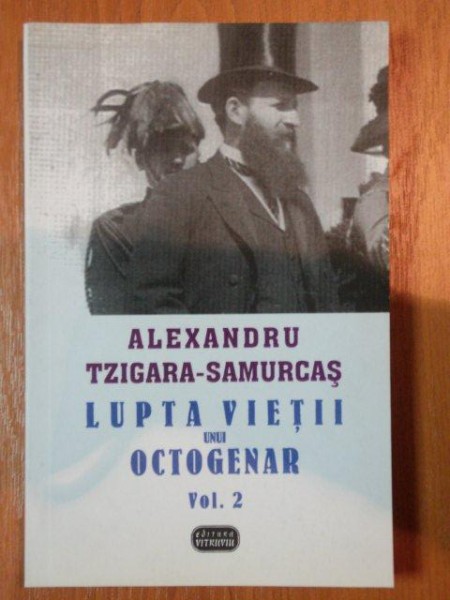 ALEXANDRU
TZIGARA-SAMURCAŞ
LUPTA VIEŢII
UNUI
OCTOGENAR
Vol. 2
EDITURA
VITRUVIU